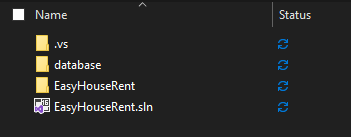 Name Status
.vs
database
EasyHouseRent
EasyHouseRent.sln